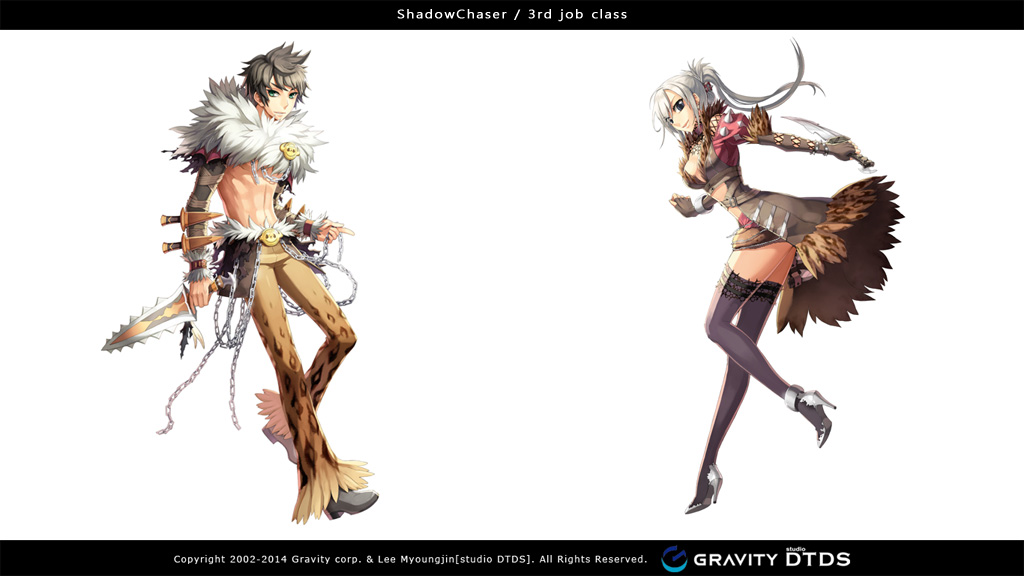 ShadowChaser / 3rd job class
Copyright 2002-2014 Gravity corp. & Lee Myoungjin[studio DTDS]. All Rights Reserved.
GRAVITY studio DTDS